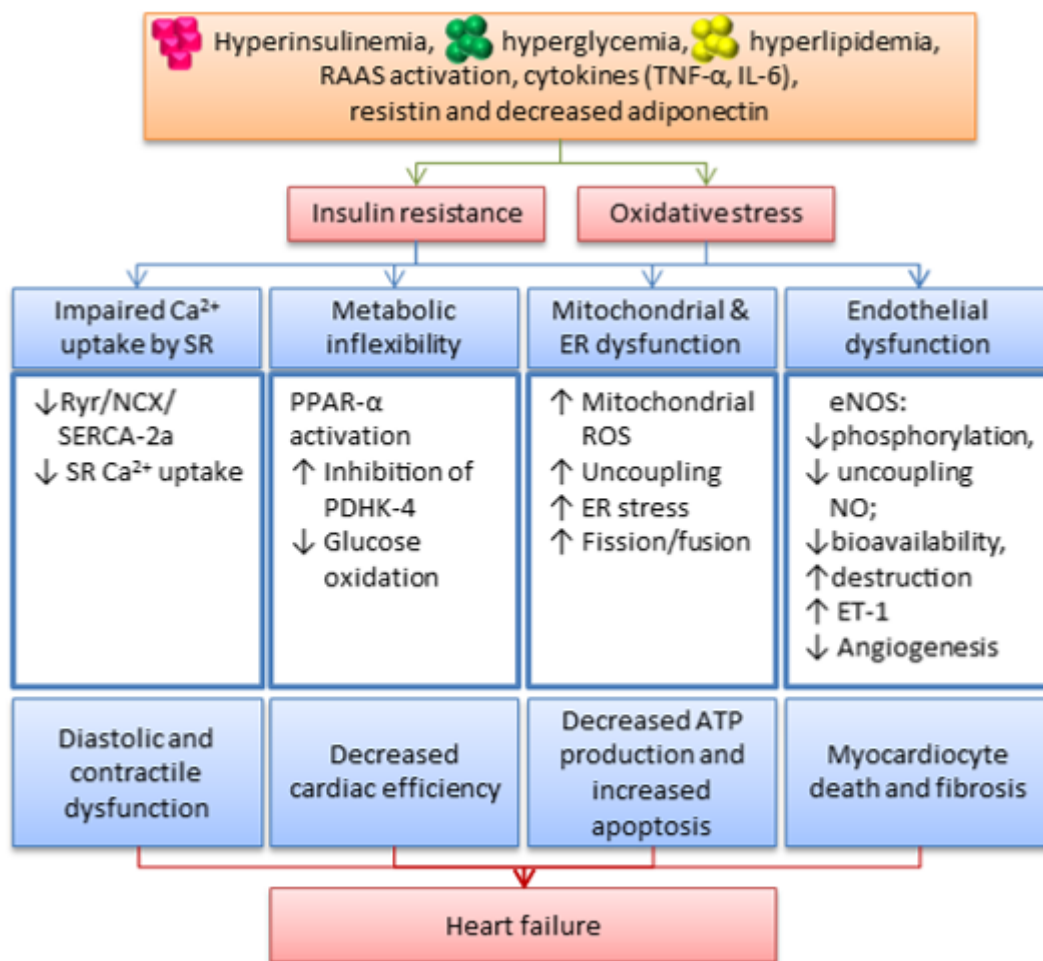 Hyperinsulinemia, hyperglycemia, hyperlipidemia,
RAAS activation, cytokines (TNF-α, IL-6),
resistin and decreased adiponectin
Insulin resistance
Oxidative stress
Impaired Ca²⁺
uptake by SR
↓Ryr/NCX/
SERCA-2a
↓ SR Ca²⁺ uptake
Diastolic and
contractile
dysfunction
Metabolic
inflexibility
PPAR-α
activation
↑ Inhibition of
PDHK-4
↓ Glucose
oxidation
Decreased
cardiac efficiency
Mitochondrial &
ER dysfunction
↑ Mitochondrial
ROS
↑ Uncoupling
↑ ER stress
↑ Fission/fusion
Decreased ATP
production and
increased
apoptosis
Endothelial
dysfunction
eNOS:
↓phosphorylation,
↓ uncoupling
NO;
↓bioavailability,
↑destruction
↑ ET-1
↓ Angiogenesis
Myocardiocyte
death and fibrosis
Heart failure